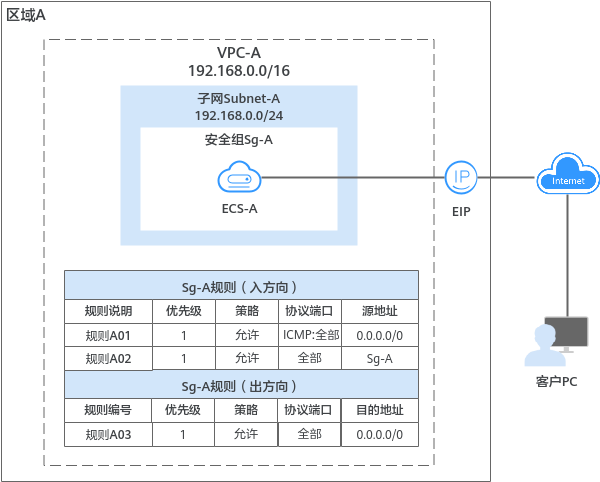 区域A
VPC-A
192.168.0.0/16
子网Subnet-A
192.168.0.0/24
安全组Sg-A
ECS-A
IP
EIP
Internet
客户PC
Sg-A规则（入方向）
规则说明 优先级 策略 协议端口 源地址
规则A01 1 允许 ICMP:全部 0.0.0.0/0
规则A02 1 允许 全部 Sg-A
Sg-A规则（出方向）
规则编号 优先级 策略 协议端口 目的地址
规则A03 1 允许 全部 0.0.0.0/0